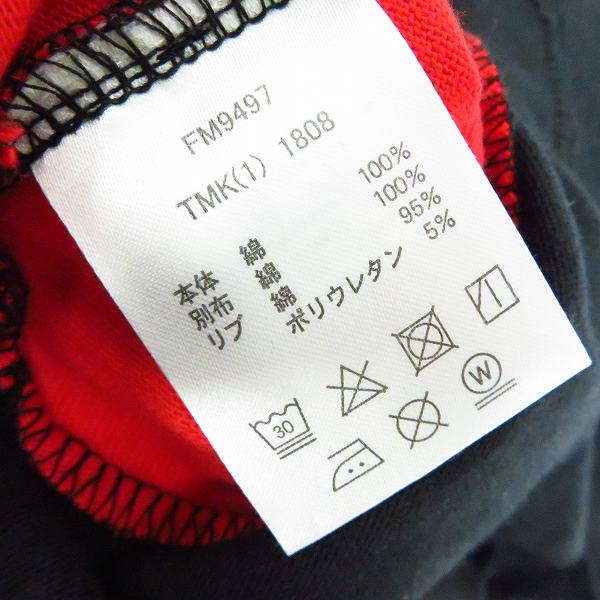 FM9497
TMK(1) 1808
本体 綿 100%
別布 綿 100%
リブ 綿 95%
ポリウレタン 5%
30
W